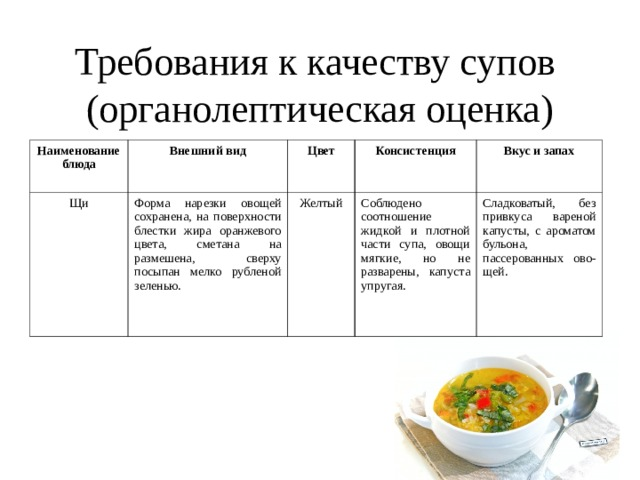 Требования к качеству супов
(органолептическая оценка)
Наименование
блюда
Внешний вид
Цвет
Консистенция
Вкус и запах
Щи
Форма нарезки овощей
сохранена, на поверхности
блестки жира оранжевого
цвета, сметана на
размешена, сверху
посыпан мелко рубленой
зеленью.
Желтый
Соблюдено
соотношение
жидкой и плотной
части супа, овощи
мягкие, но не
разварены, капуста
упругая.
Сладковатый, без
привкуса вареной
капусты, с ароматом
бульона,
пассерованных ово-
щей.